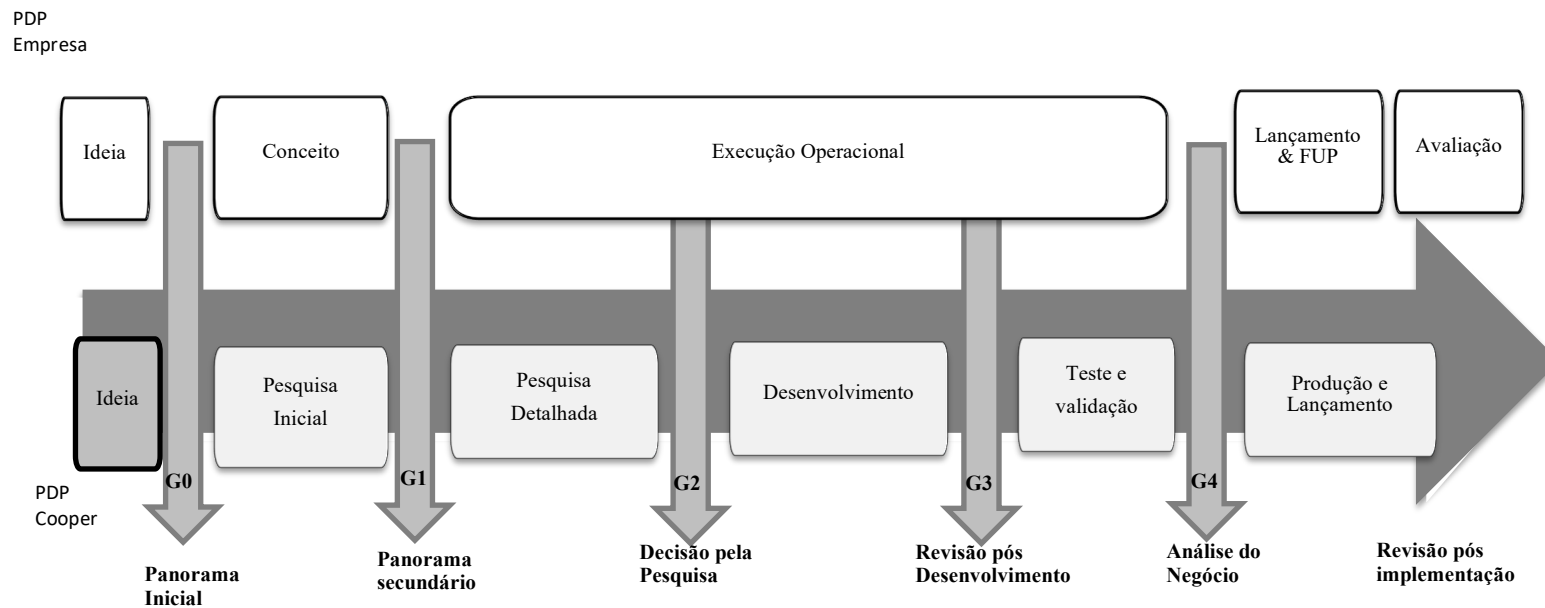 PDP
Empresa
Ideia
Conceito
Execução Operacional
Lançamento
& FUP
Avaliação
Ideia
Pesquisa
Inicial
Pesquisa
Detalhada
Desenvolvimento
Teste e
validação
Produção e
Lançamento
G0
G1
G2
G3
G4
PDP
Cooper
Panorama
Inicial
Panorama
secundário
Decisão pela
Pesquisa
Revisão pós
Desenvolvimento
Análise do
Negócio
Revisão pós
implementação